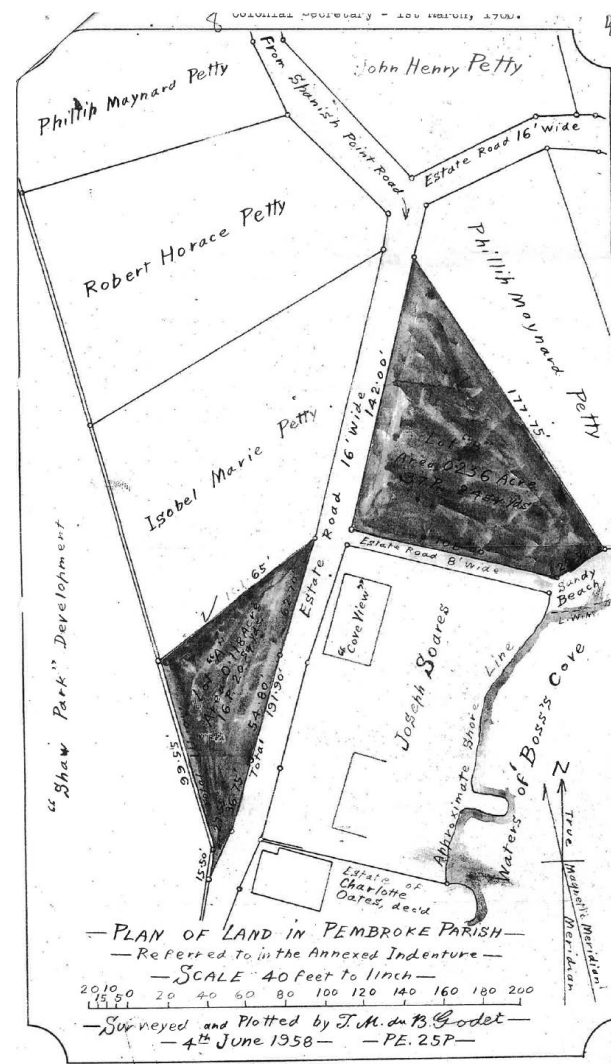 Colonial Secretary - 1st March, 1960.
8
4
Phillip Maynard Petty
From Spanish Point Road
John Henry Petty
Estate Road 16' Wide
Robert Horace Petty
Phillip Maynard Petty
Isobel Marie Petty
142.00'
177.75'
Area 0.236 Acre
Estate Road 16' Wide
Estate Road 8' Wide
Sandy Beach
L.W.M.
"Shaw Park" Development
65'
Lot "A"
54.80'
Total 191.90'
36.75'
15.50'
"Cove View"
Joseph Soares
Approximate Shore Line
Waters of Boss's Cove
N
True
Magnetic Meridian
Meridian
Estate of
Charlotte
Oates, dec'd
—PLAN OF LAND IN PEMBROKE PARISH—
—Referred to in the Annexed Indenture—
—SCALE 40 feet to 1 inch—
20 10
15 5 0 20 40 60 80 100 120 140 160 180 200
—Surveyed and Plotted by J. M. du B. Godet—
—4th June 1958— —PE. 25P—